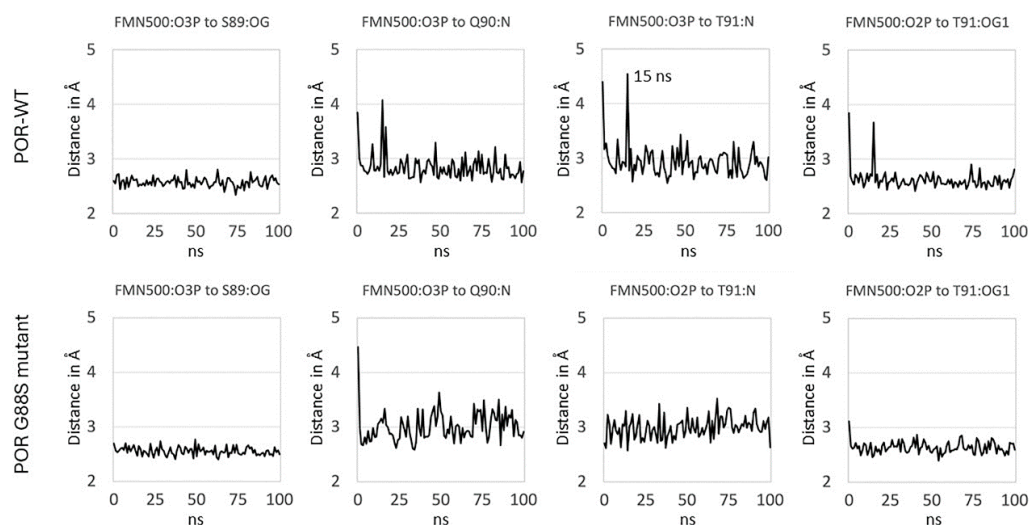 POR-WT
FMN500:O3P to S89:OG
Distance in Å
5
4
3
2
0 25 50 75 100
ns
FMN500:O3P to Q90:N
Distance in Å
5
4
3
2
0 25 50 75 100
ns
FMN500:O3P to T91:N
Distance in Å
5
4
3
2
15 ns
0 25 50 75 100
ns
FMN500:O2P to T91:OG1
Distance in Å
5
4
3
2
0 25 50 75 100
ns
POR G88S mutant
FMN500:O3P to S89:OG
Distance in Å
5
4
3
2
0 25 50 75 100
ns
FMN500:O3P to Q90:N
Distance in Å
5
4
3
2
0 25 50 75 100
ns
FMN500:O2P to T91:N
Distance in Å
5
4
3
2
0 25 50 75 100
ns
FMN500:O2P to T91:OG1
Distance in Å
5
4
3
2
0 25 50 75 100
ns